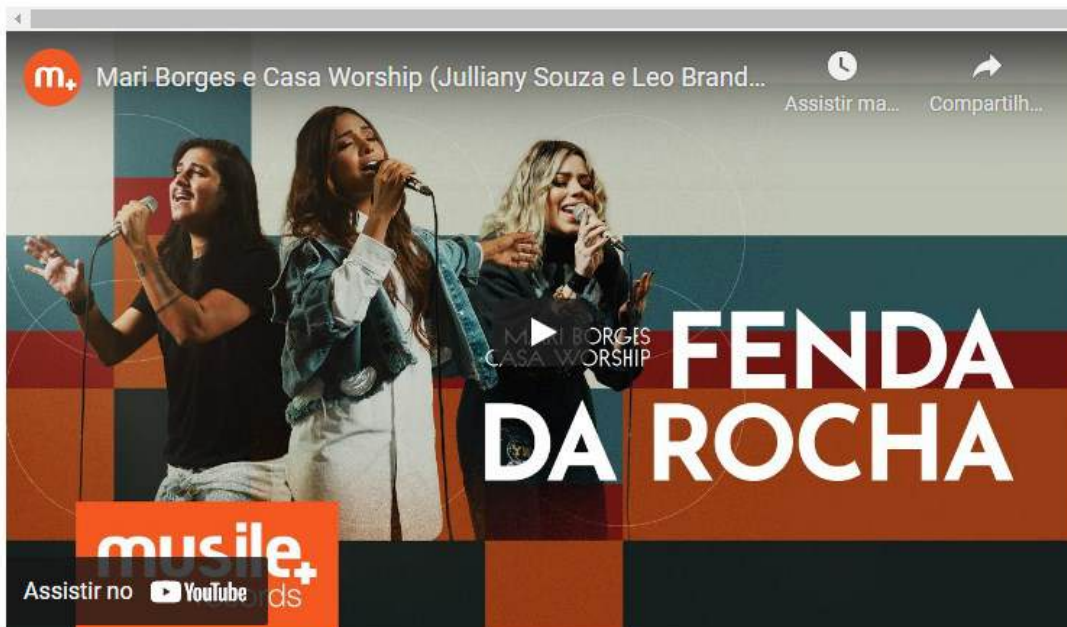 m+ Mari Borges e Casa Worship (Julliany Souza e Leo Brand...
Assistir ma...
Compartilh...
MARI BORGES
CASA WORSHIP
FENDA
DA ROCHA
musile+
records
Assistir no YouTube